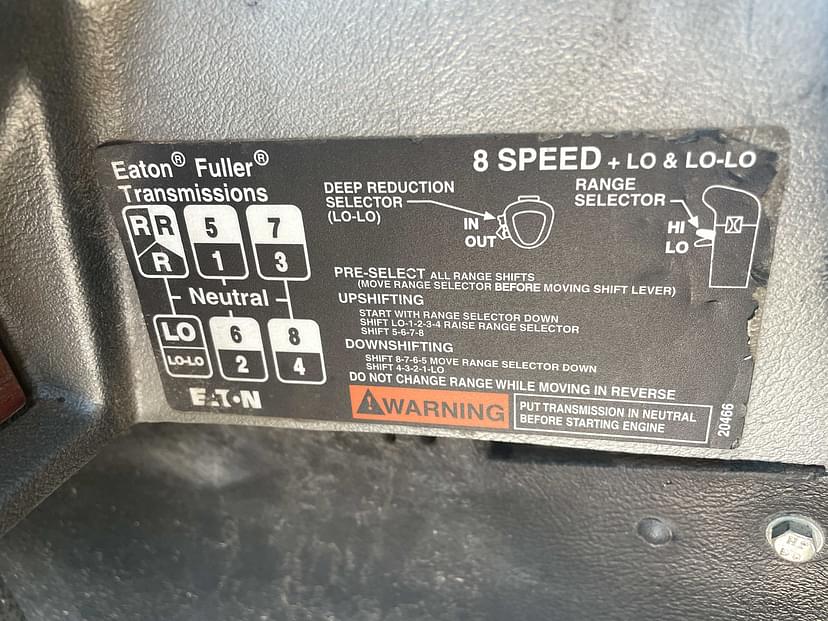 Eaton® Fuller®
Transmissions
8 SPEED + LO & LO-LO
DEEP REDUCTION
SELECTOR
(LO-LO)
IN
OUT
RANGE
SELECTOR
HI
LO
R R 5 7
R 1 3
Neutral
LO 6 8
LO-LO 2 4
EATON
PRE-SELECT ALL RANGE SHIFTS
(MOVE RANGE SELECTOR BEFORE MOVING SHIFT LEVER)
UPSHIFTING
START WITH RANGE SELECTOR DOWN
SHIFT LO-1-2-3-4 RAISE RANGE SELECTOR
SHIFT 5-6-7-8
DOWNSHIFTING
SHIFT 8-7-6-5 MOVE RANGE SELECTOR DOWN
SHIFT 4-3-2-1-LO
DO NOT CHANGE RANGE WHILE MOVING IN REVERSE
WARNING
PUT TRANSMISSION IN NEUTRAL
BEFORE STARTING ENGINE
20466